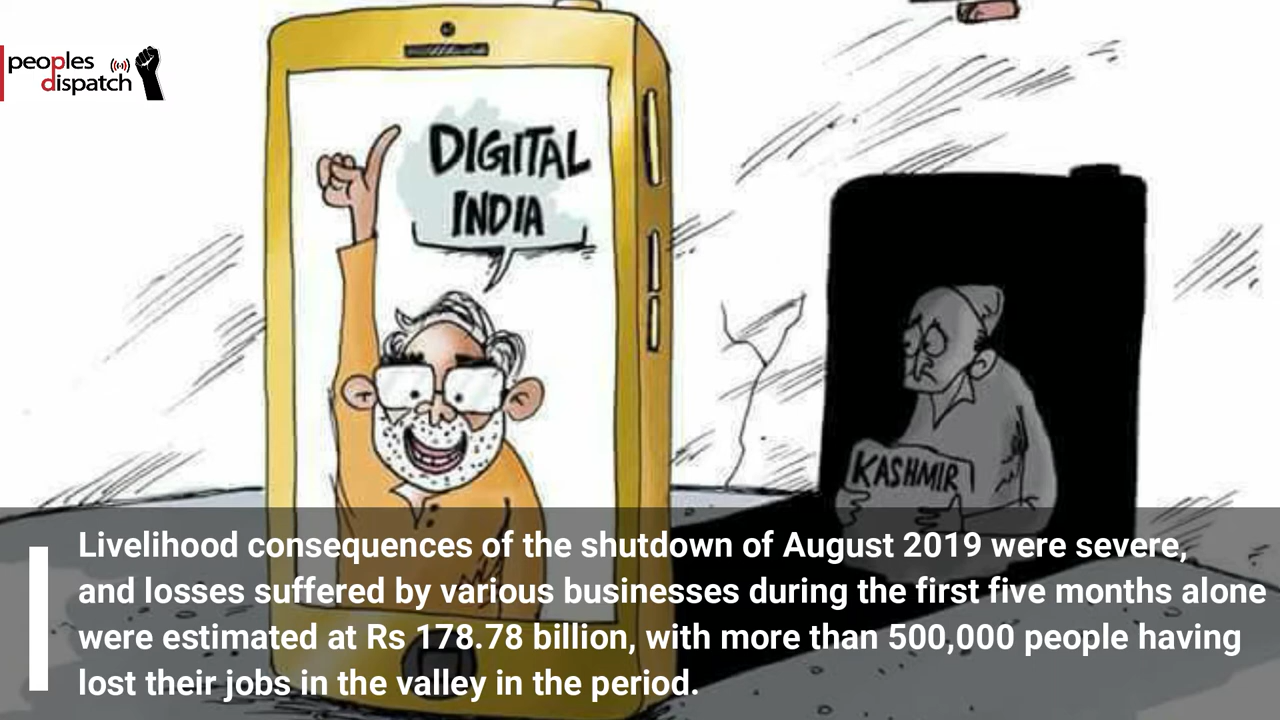 peoples
dispatch
DIGITAL
INDIA
KASHMIR
Livelihood consequences of the shutdown of August 2019 were severe,
and losses suffered by various businesses during the first five months alone
were estimated at Rs 178.78 billion, with more than 500,000 people having
lost their jobs in the valley in the period.